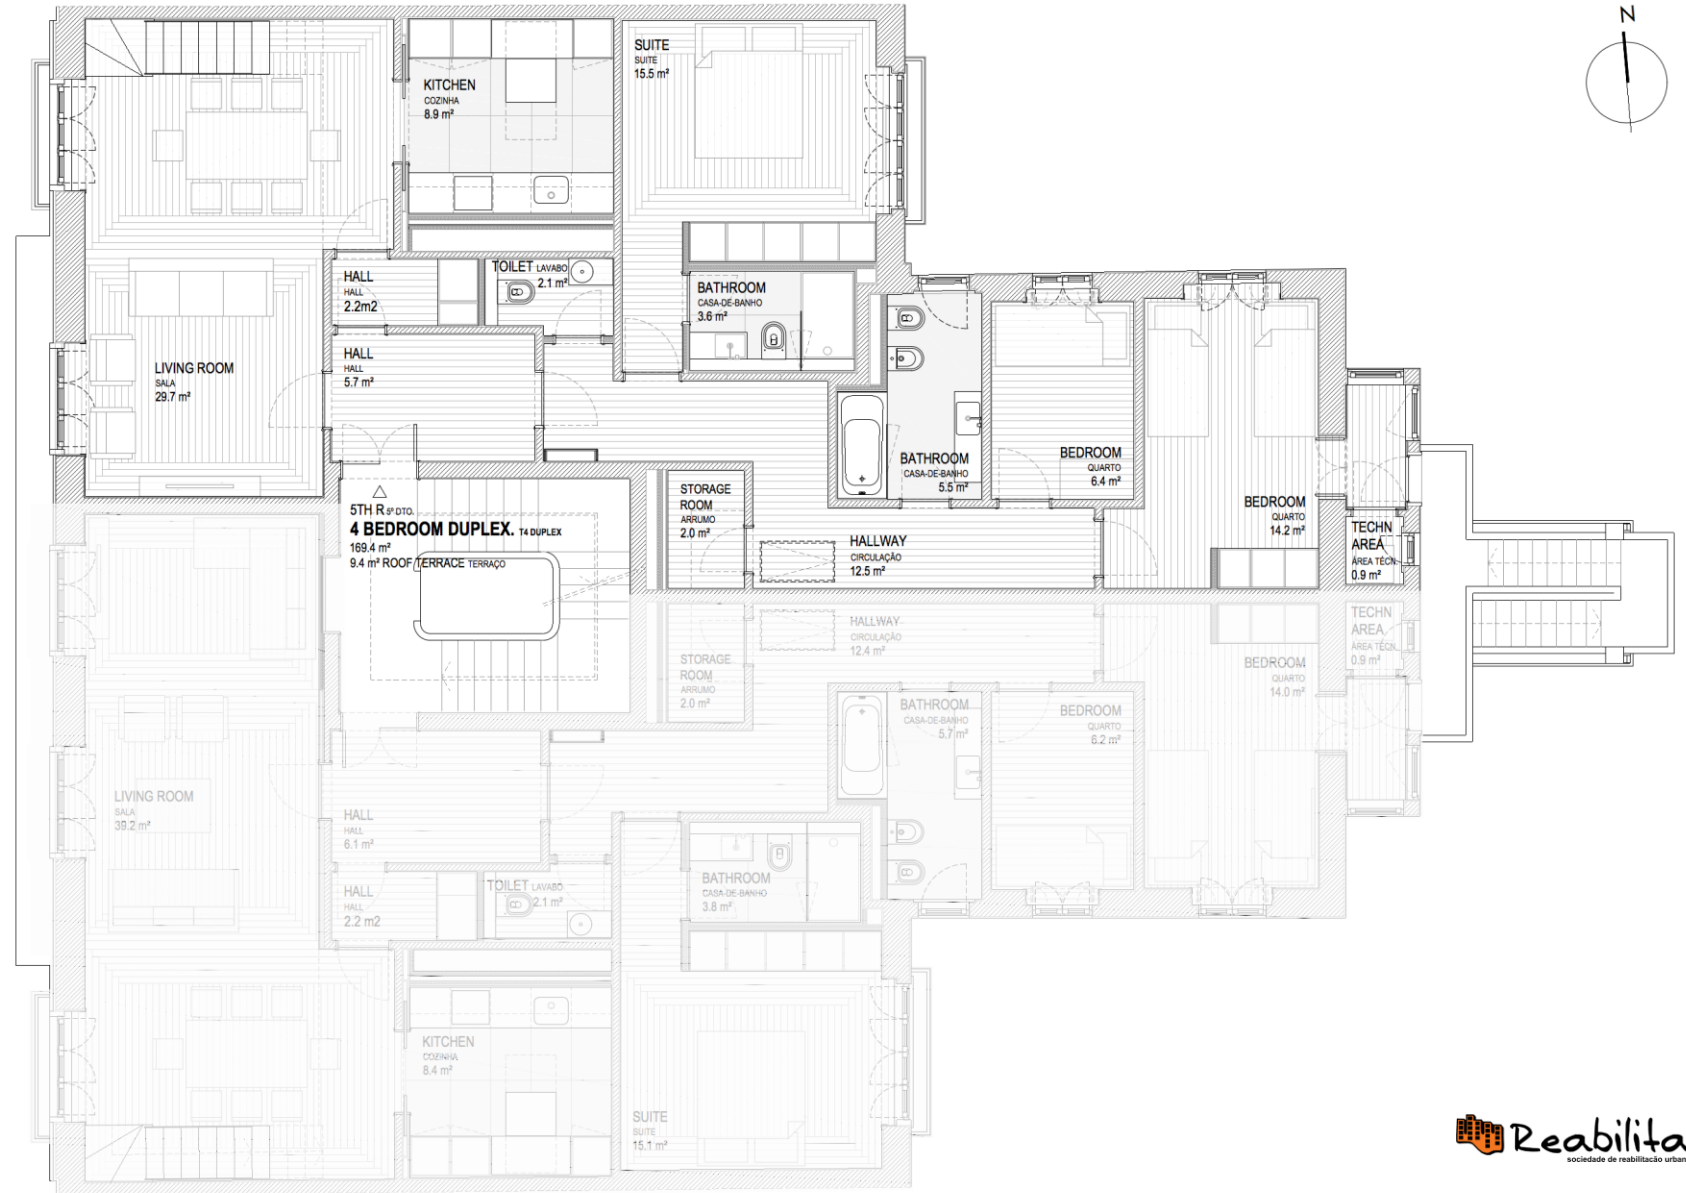 N
SUITE
SUITE
15.5 m²
KITCHEN
COZINHA
8.9 m²
HALL
HALL
2.2m2
TOILET LAVABO
2.1 m²
BATHROOM
CASA-DE-BANHO
3.6 m²
HALL
HALL
5.7 m²
LIVING ROOM
SALA
29.7 m²
BATHROOM
CASA-DE-BANHO
5.5 m²
BEDROOM
QUARTO
6.4 m²
BEDROOM
QUARTO
14.2 m²
5TH R 5º DTO.
4 BEDROOM DUPLEX. T4 DUPLEX
169.4 m²
9.4 m² ROOF TERRACE TERRAÇO
STORAGE
ROOM
ARRUMO
2.0 m²
HALLWAY
CIRCULAÇÃO
12.5 m²
TECHN
AREA
ÁREA TÉCN.
0.9 m²
HALLWAY
CIRCULAÇÃO
12.4 m²
TECHN
AREA
ÁREA TÉCN.
0.9 m²
STORAGE
ROOM
ARRUMO
2.0 m²
BEDROOM
QUARTO
14.0 m²
BATHROOM
CASA-DE-BANHO
5.7 m²
BEDROOM
QUARTO
6.2 m²
LIVING ROOM
SALA
39.2 m²
HALL
HALL
6.1 m²
HALL
HALL
2.2 m2
TOILET LAVABO
2.1 m²
BATHROOM
CASA-DE-BANHO
3.8 m²
KITCHEN
COZINHA
8.4 m²
SUITE
SUITE
15.1 m²
Reabilita
sociedade de reabilitação urban